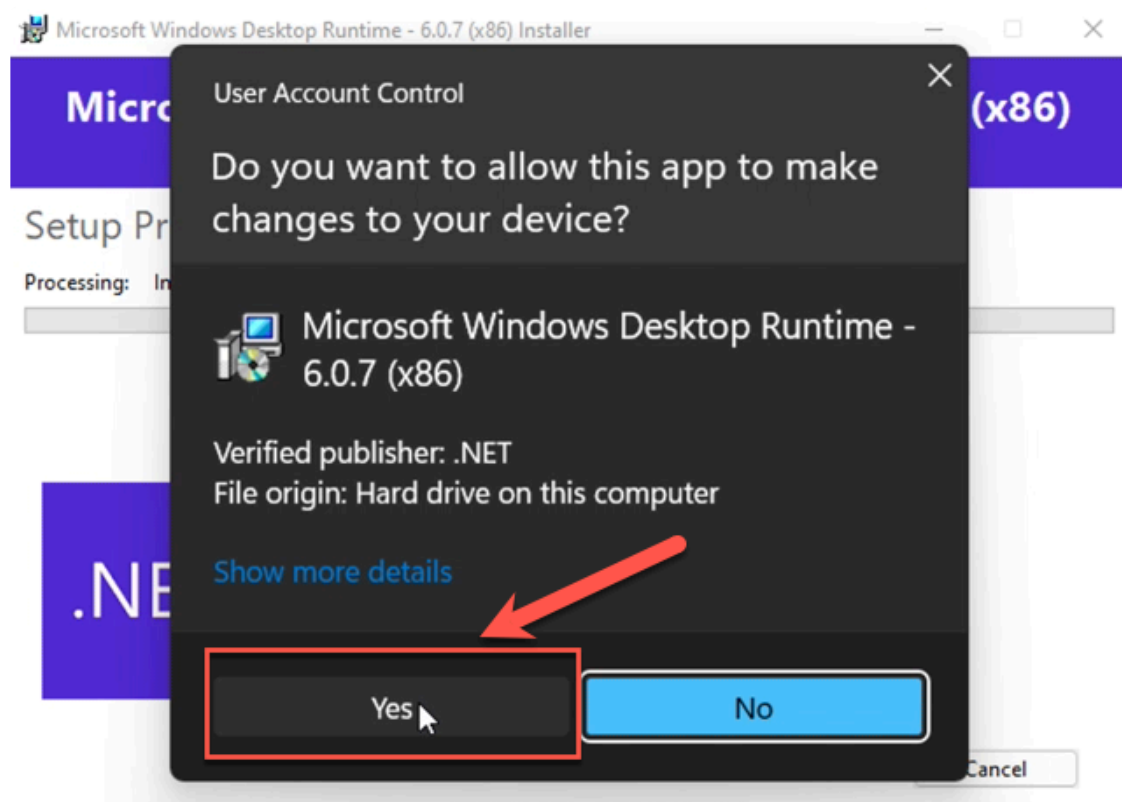 Microsoft Windows Desktop Runtime - 6.0.7 (x86) Installer
Micro
(x86)
User Account Control
Do you want to allow this app to make
changes to your device?
Setup Pr
Processing: In
Microsoft Windows Desktop Runtime -
6.0.7 (x86)
Verified publisher: .NET
File origin: Hard drive on this computer
Show more details
.NE
Yes
No
Cancel